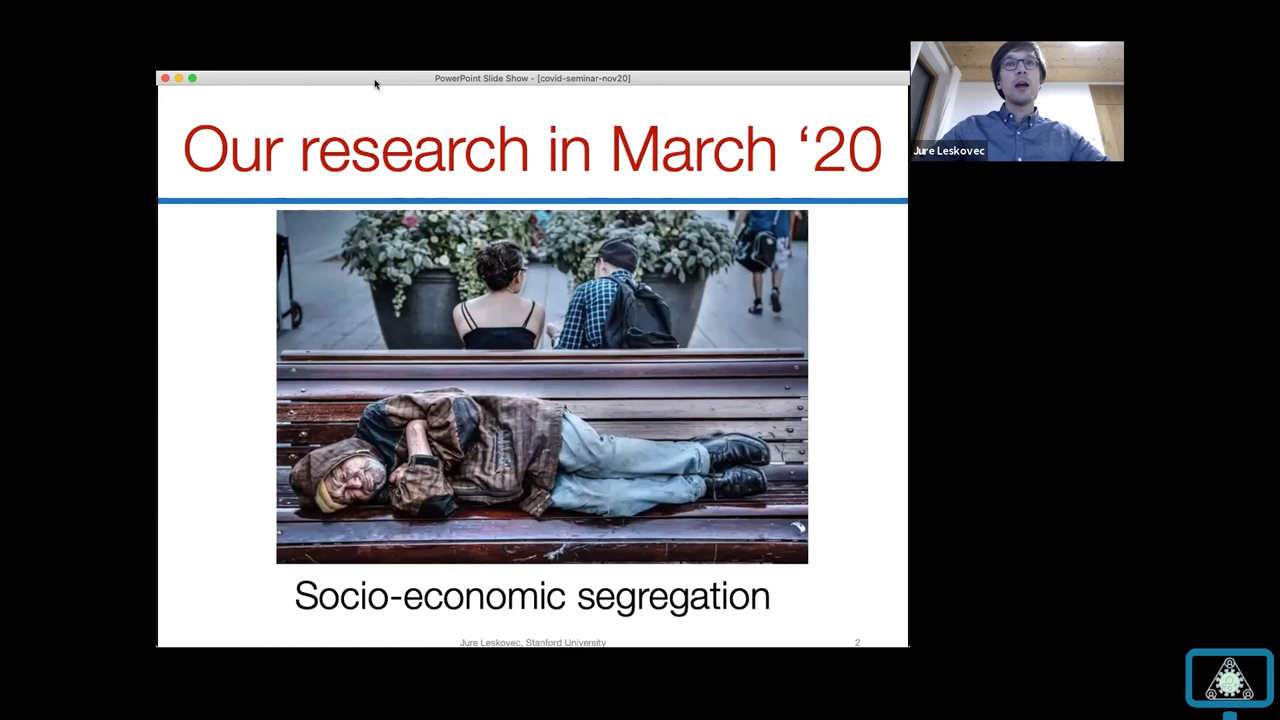 PowerPoint Slide Show - [covid-seminar-nov20]
Jure Leskovec
Our research in March ‘20
Socio-economic segregation
Jure Leskovec, Stanford University
2